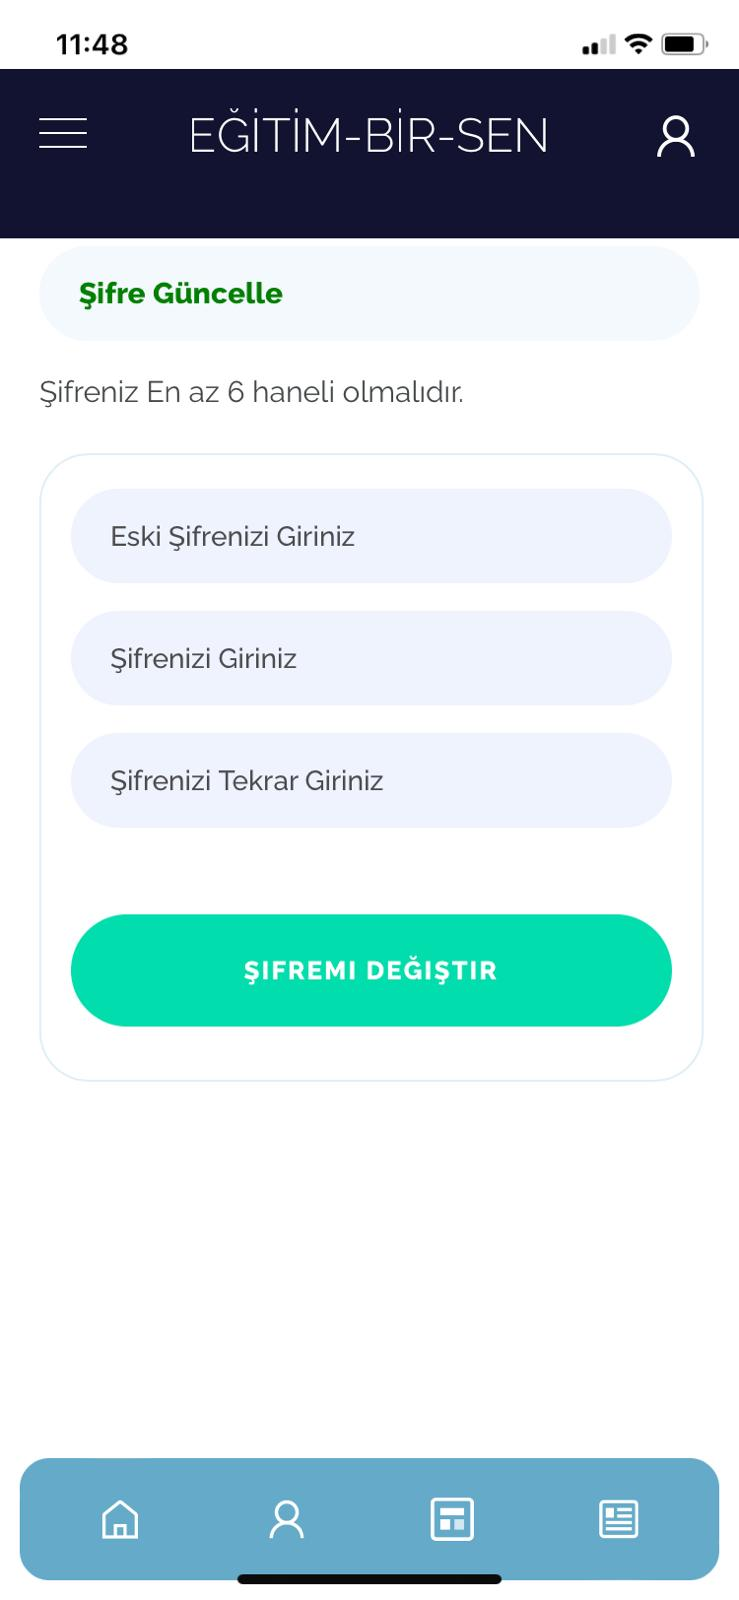 11:48
EĞİTİM-BİR-SEN
Şifre Güncelle
Şifreniz En az 6 haneli olmalıdır.
Eski Şifrenizi Giriniz
Şifrenizi Giriniz
Şifrenizi Tekrar Giriniz
ŞIFREMI DEĞIŞTIR